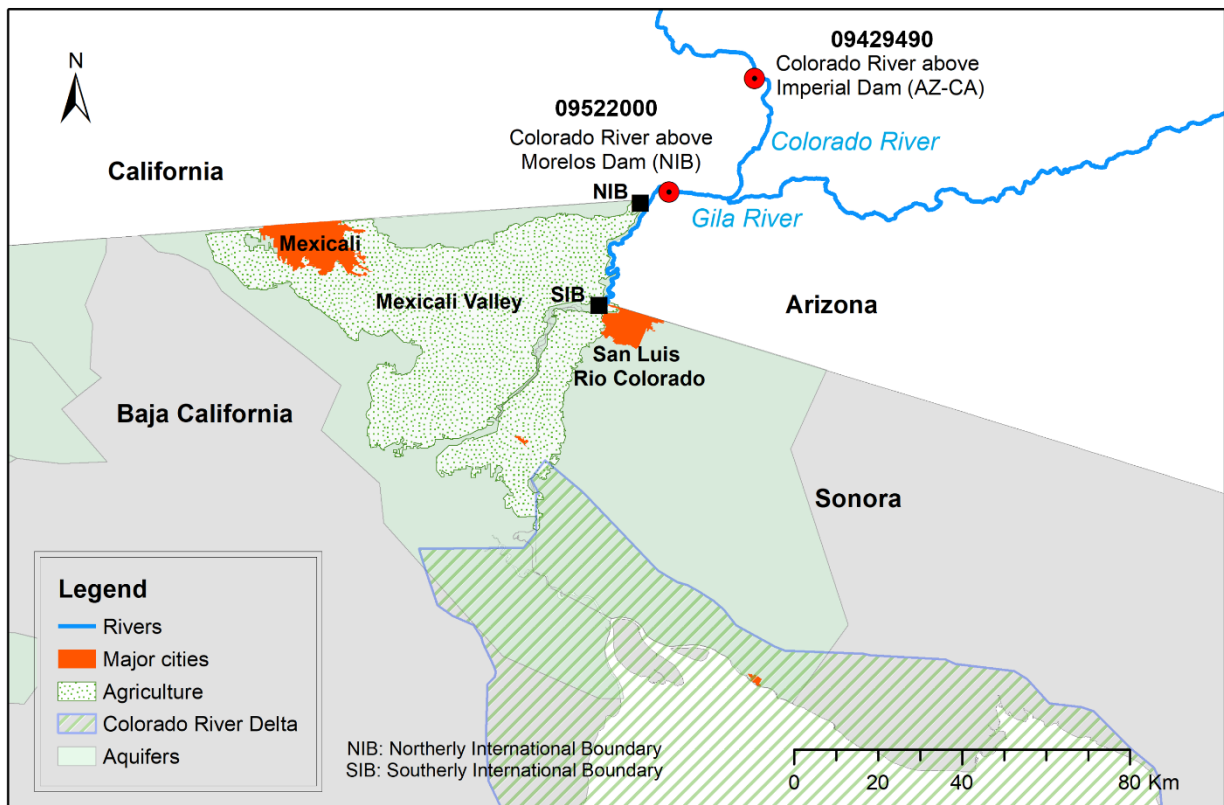 N
09429490
Colorado River above
Imperial Dam (AZ-CA)
09522000
Colorado River above
Morelos Dam (NIB)
Colorado River
California
NIB
Gila River
Mexicali
Mexicali Valley
SIB
Arizona
San Luis
Rio Colorado
Baja California
Sonora
Legend
Rivers
Major cities
Agriculture
Colorado River Delta
Aquifers
NIB: Northerly International Boundary
SIB: Southerly International Boundary
0 20 40 80 Km